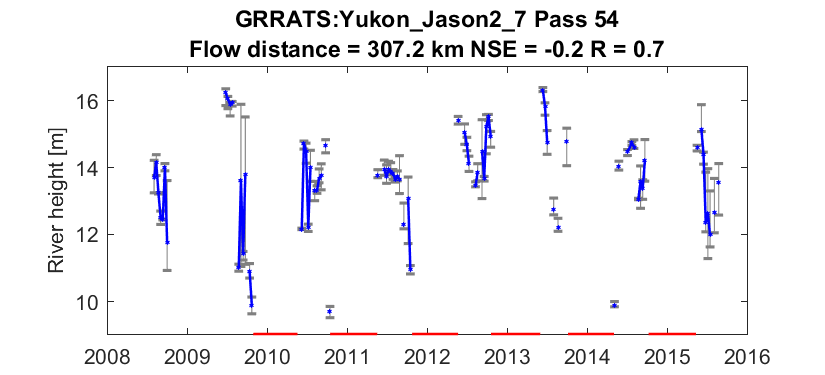 GRRATS:Yukon_Jason2_7 Pass 54
Flow distance = 307.2 km NSE = -0.2 R = 0.7
River height [m]
16
14
12
10
2008 2009 2010 2011 2012 2013 2014 2015 2016